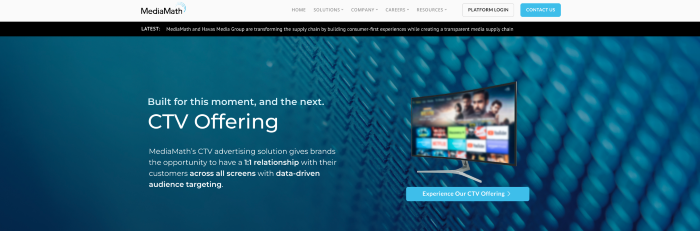 MediaMath
HOME SOLUTIONS COMPANY CAREERS RESOURCES PLATFORM LOGIN CONTACT US
LATEST: MediaMath and Havas Media Group are transforming the supply chain by building consumer-first experiences while creating a transparent media supply chain
Built for this moment, and the next.
CTV Offering
MediaMath's CTV advertising solution gives brands
the opportunity to have a 1:1 relationship with their
customers across all screens with data-driven
audience targeting.
Experience Our CTV Offering